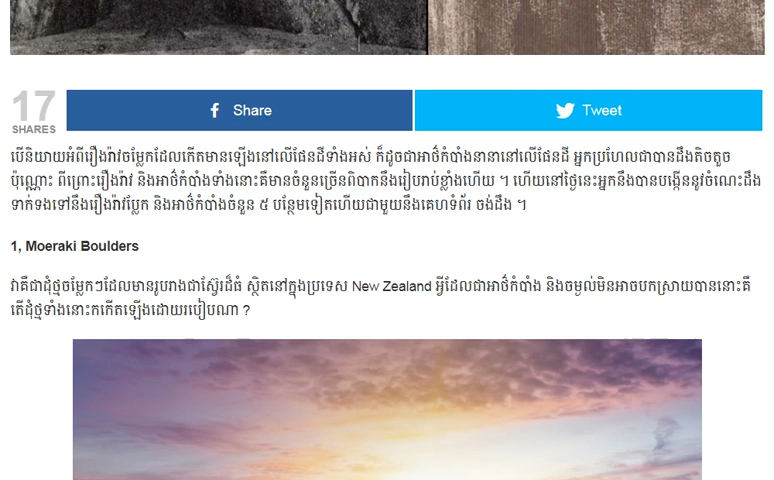 17
SHARES
Share
Tweet
បើនិយាយអំពីរឿងរ៉ាវចម្លែកដែលកើតមានឡើងនៅលើផែនដីទាំងអស់ ក៏ដូចជាអាថ៌កំបាំងនានានៅលើផែនដី អ្នកប្រហែលជាបានដឹងតិចតួច
ប៉ុណ្ណោះ ពីព្រោះរឿងរ៉ាវ និងអាថ៌កំបាំងទាំងនោះគឺមានចំនួនច្រើនពិបាកនឹងរៀបរាប់ខ្លាំងហើយ ។ ហើយនៅថ្ងៃនេះអ្នកនឹងបានបង្កើននូវចំណេះដឹង
ទាក់ទងទៅនឹងរឿងរ៉ាវប្លែក និងអាថ៌កំបាំងចំនួន ៥ បន្ថែមទៀតហើយជាមួយនឹងគេហទំព័រ ចង់ដឹង ។
1, Moeraki Boulders
វាគឺជាដុំថ្មចម្លែកៗដែលមានរូបរាងជាស្វ៊ែរដ៏ធំ ស្ថិតនៅក្នុងប្រទេស New Zealand អ្វីដែលជាអាថ៌កំបាំង និងចម្ងល់មិនអាចបកស្រាយបាននោះគឺ
តើដុំថ្មទាំងនោះកកើតឡើងដោយរបៀបណា ?